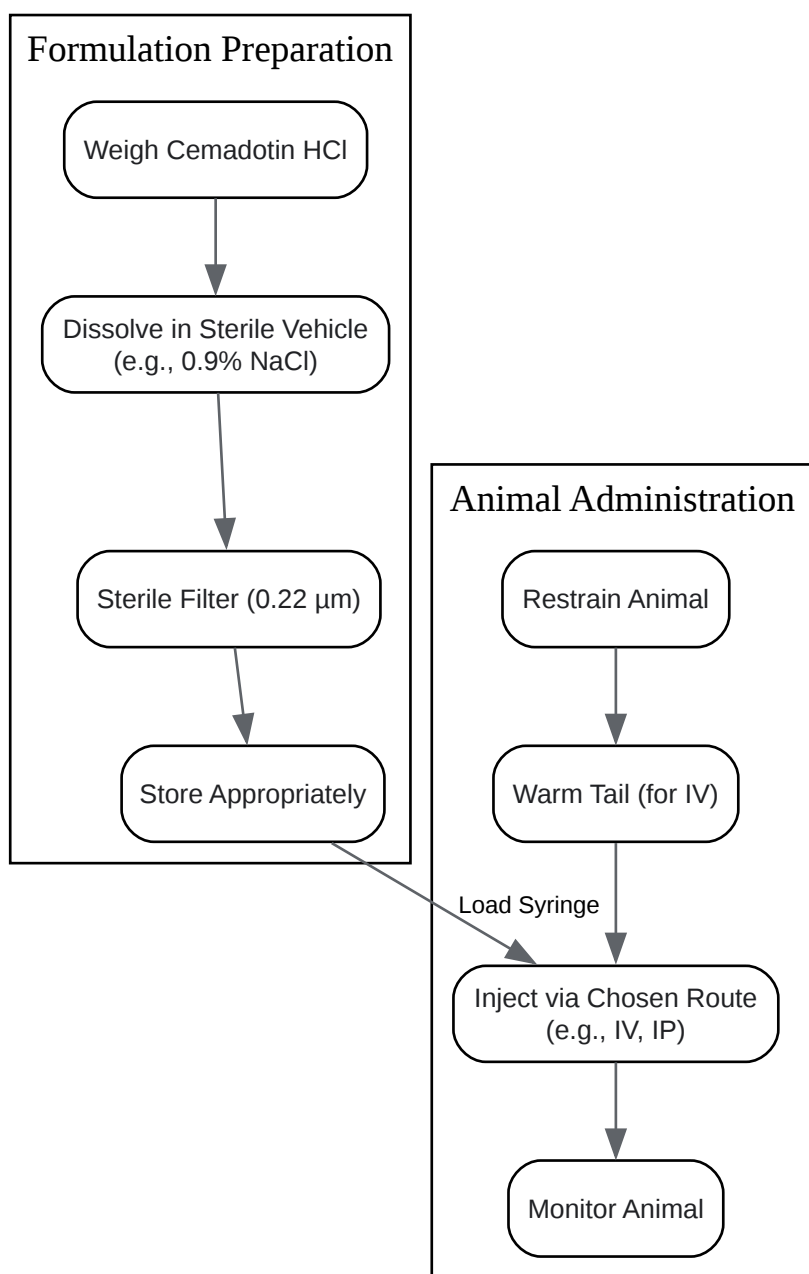 Formulation Preparation
Weigh Cemadotin HCl
Dissolve in Sterile Vehicle
(e.g., 0.9% NaCl)
Sterile Filter (0.22 µm)
Store Appropriately
Animal Administration
Restrain Animal
Warm Tail (for IV)
Load Syringe
Inject via Chosen Route
(e.g., IV, IP)
Monitor Animal